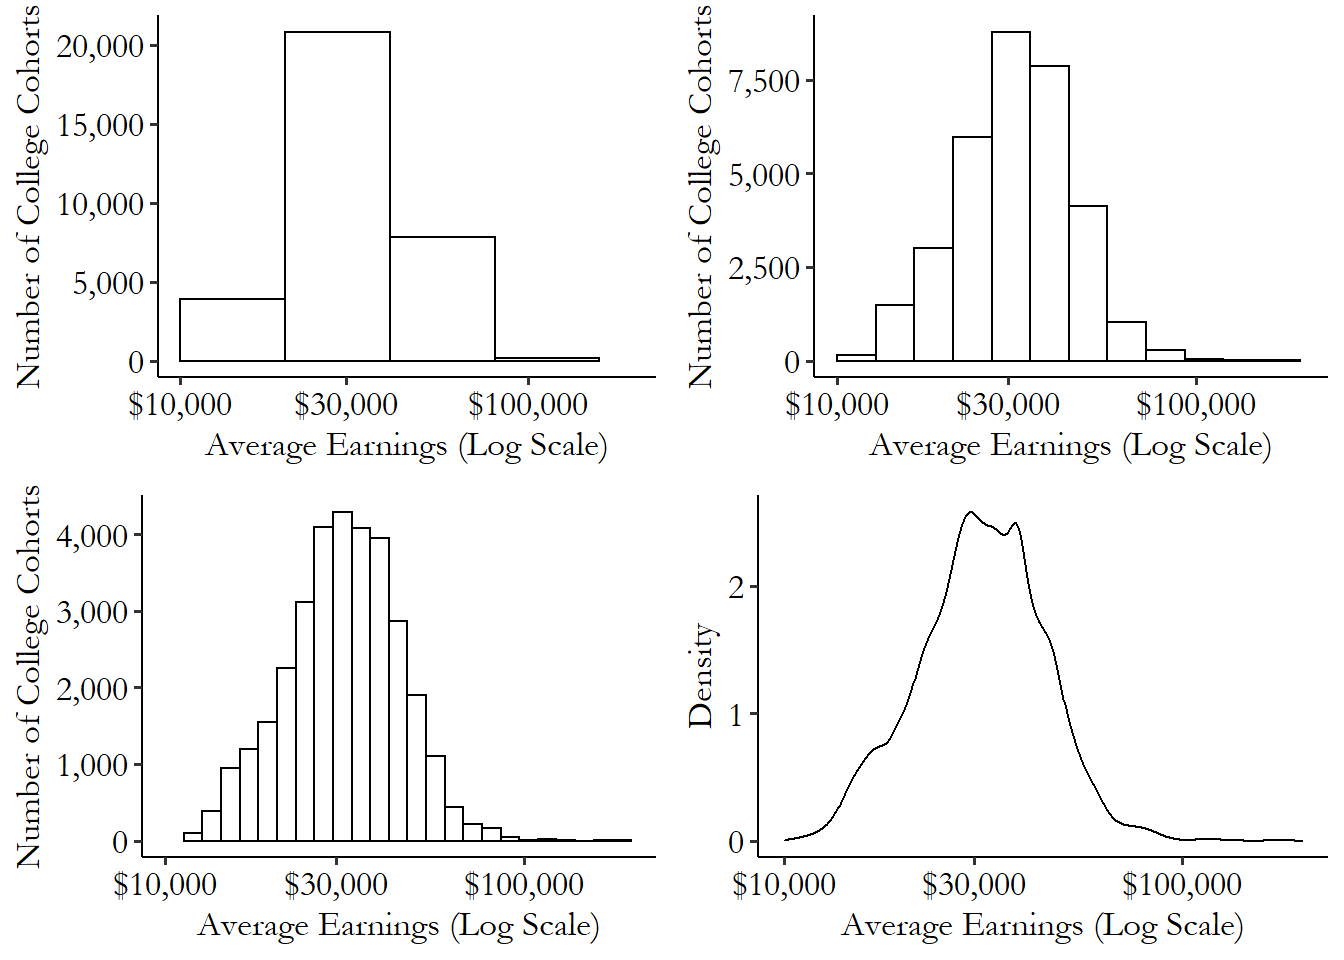 Number of College Cohorts
20,000
15,000
10,000
5,000
0
$10,000 $30,000 $100,000
Average Earnings (Log Scale)
Number of College Cohorts
7,500
5,000
2,500
0
$10,000 $30,000 $100,000
Average Earnings (Log Scale)
Number of College Cohorts
4,000
3,000
2,000
1,000
0
$10,000 $30,000 $100,000
Average Earnings (Log Scale)
Density
2
1
0
$10,000 $30,000 $100,000
Average Earnings (Log Scale)